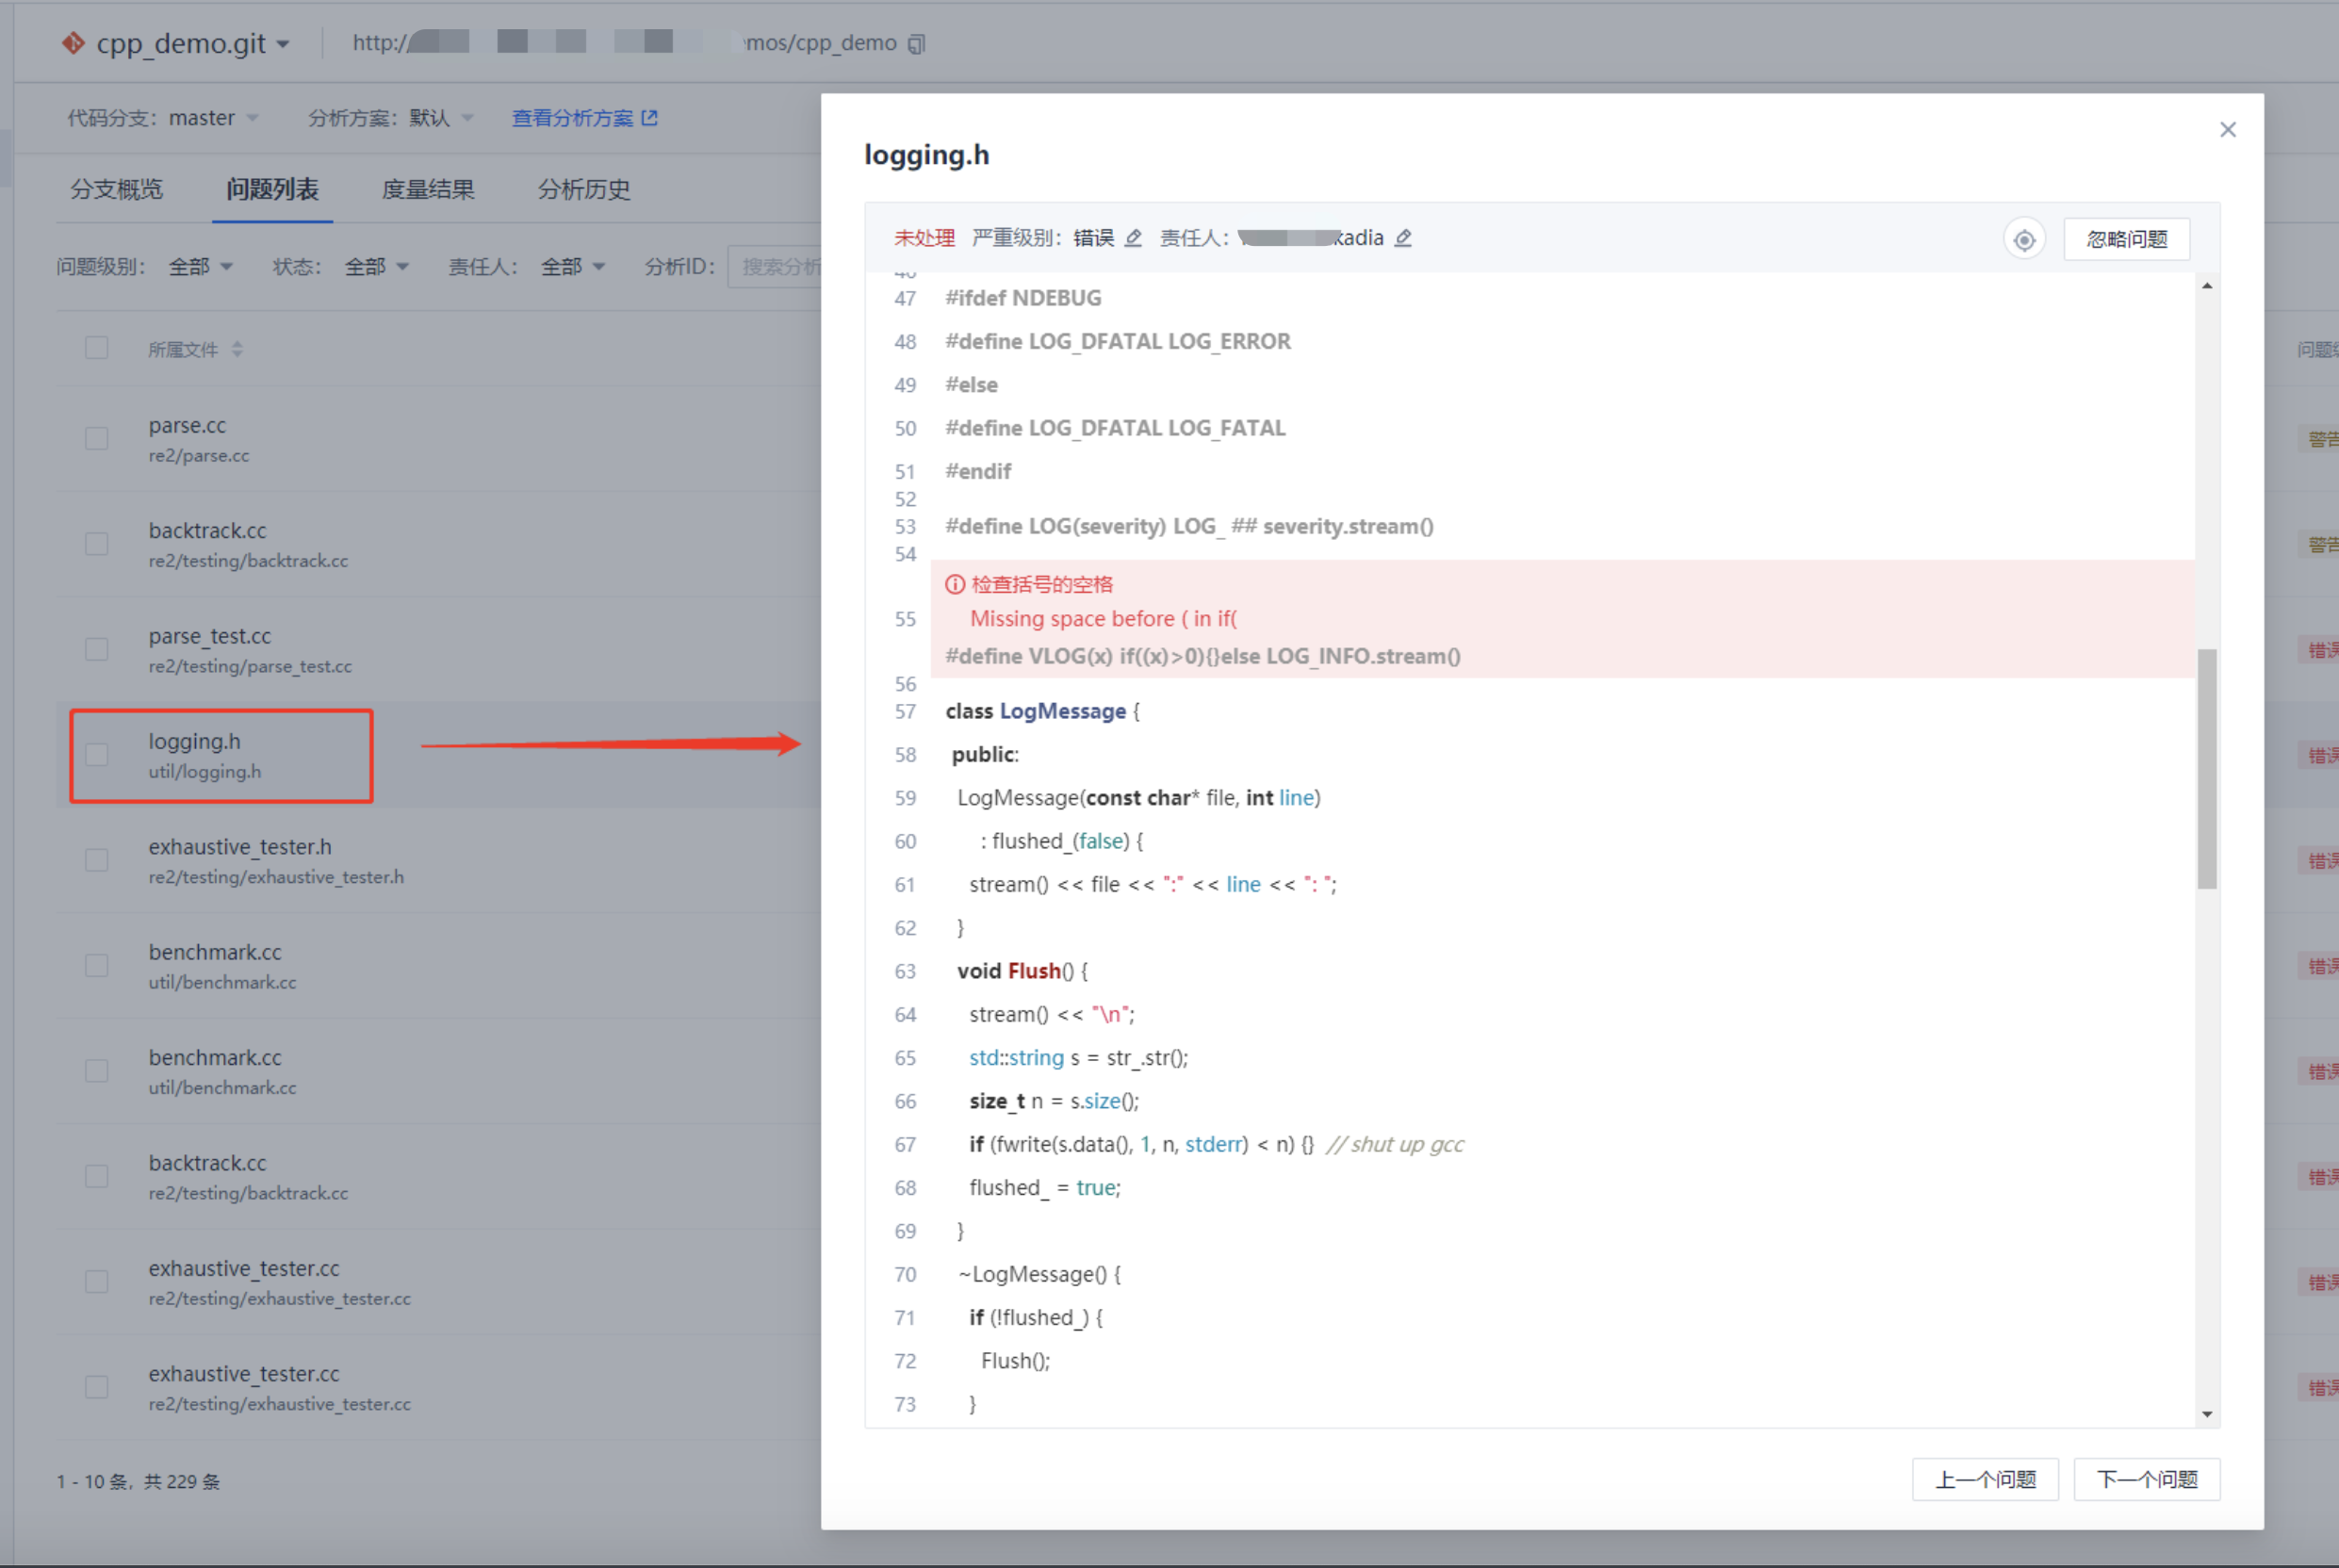 cpp_demo.git
http:/
mos/cpp_demo
代码分支: master 分析方案: 默认 查看分析方案
分支概览 问题列表 度量结果 分析历史
问题级别: 全部 状态: 全部 责任人: 全部 分析ID: 搜索分析
所属文件
parse.cc
re2/parse.cc
backtrack.cc
re2/testing/backtrack.cc
parse_test.cc
re2/testing/parse_test.cc
logging.h
util/logging.h
exhaustive_tester.h
re2/testing/exhaustive_tester.h
benchmark.cc
util/benchmark.cc
benchmark.cc
util/benchmark.cc
backtrack.cc
re2/testing/backtrack.cc
exhaustive_tester.cc
re2/testing/exhaustive_tester.cc
exhaustive_tester.cc
re2/testing/exhaustive_tester.cc
1 - 10 条, 共 229 条
logging.h
未处理 严重级别: 错误 责任人: kadia 忽略问题
47 #ifdef NDEBUG
48 #define LOG_DFATAL LOG_ERROR
49 #else
50 #define LOG_DFATAL LOG_FATAL
51 #endif
52
53 #define LOG(severity) LOG_ ## severity.stream()
54
检查括号的空格
55 Missing space before ( in if(
#define VLOG(x) if((x)>0){}else LOG_INFO.stream()
56
57 class LogMessage {
58 public:
59 LogMessage(const char* file, int line)
60 : flushed_(false) {
61 stream() << file << ":" << line << ": ";
62 }
63 void Flush() {
64 stream() << "\n";
65 std::string s = str_.str();
66 size_t n = s.size();
67 if (fwrite(s.data(), 1, n, stderr) < n) {} // shut up gcc
68 flushed_ = true;
69 }
70 ~LogMessage() {
71 if (!flushed_) {
72 Flush();
73 }
上一个问题 下一个问题
问题
警告
警告
错误
错误
错误
错误
错误
错误
错误
错误